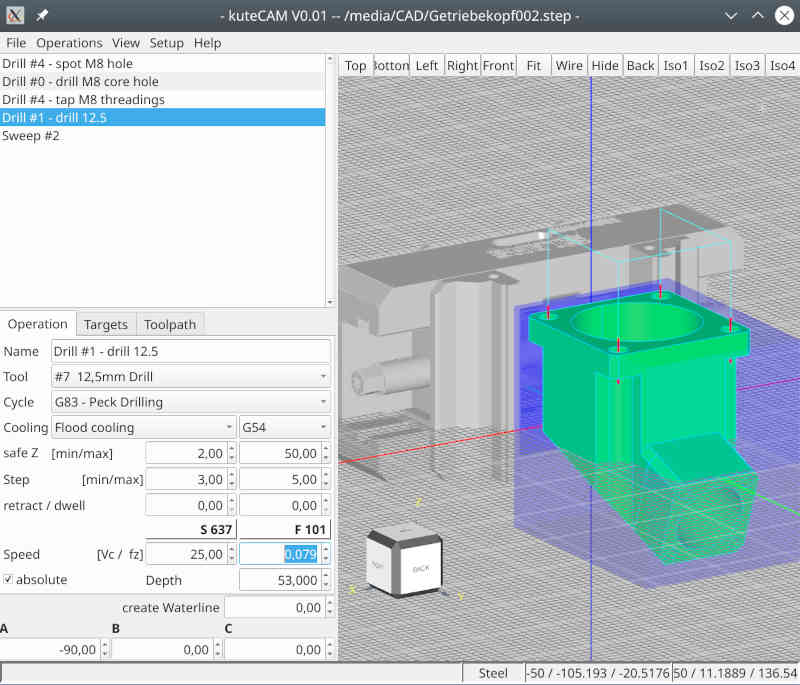 - kuteCAM V0.01 -- /media/CAD/Getriebekopf002.step -
File Operations View Setup Help
Drill #4 - spot M8 hole
Drill #0 - drill M8 core hole
Drill #4 - tap M8 threadings
Drill #1 - drill 12.5
Sweep #2
Top Bottom Left Right Front Fit Wire Hide Back Iso1 Iso2 Iso3 Iso4
Operation Targets Toolpath
Name Drill #1 - drill 12.5
Tool #7 12,5mm Drill
Cycle G83 - Peck Drilling
Cooling Flood cooling G54
safe Z [min/max] 2,00 50,00
Step [min/max] 3,00 5,00
retract / dwell 0,00 0,00
S 637 F 101
Speed [Vc / fz] 25,00 0,079
absolute Depth 53,000
create Waterline 0,00
A B C
-90,00 0,00 0,00
Z
BACK
X Y
Steel -50 / -105.193 / -20.5176 50 / 11.1889 / 136.54